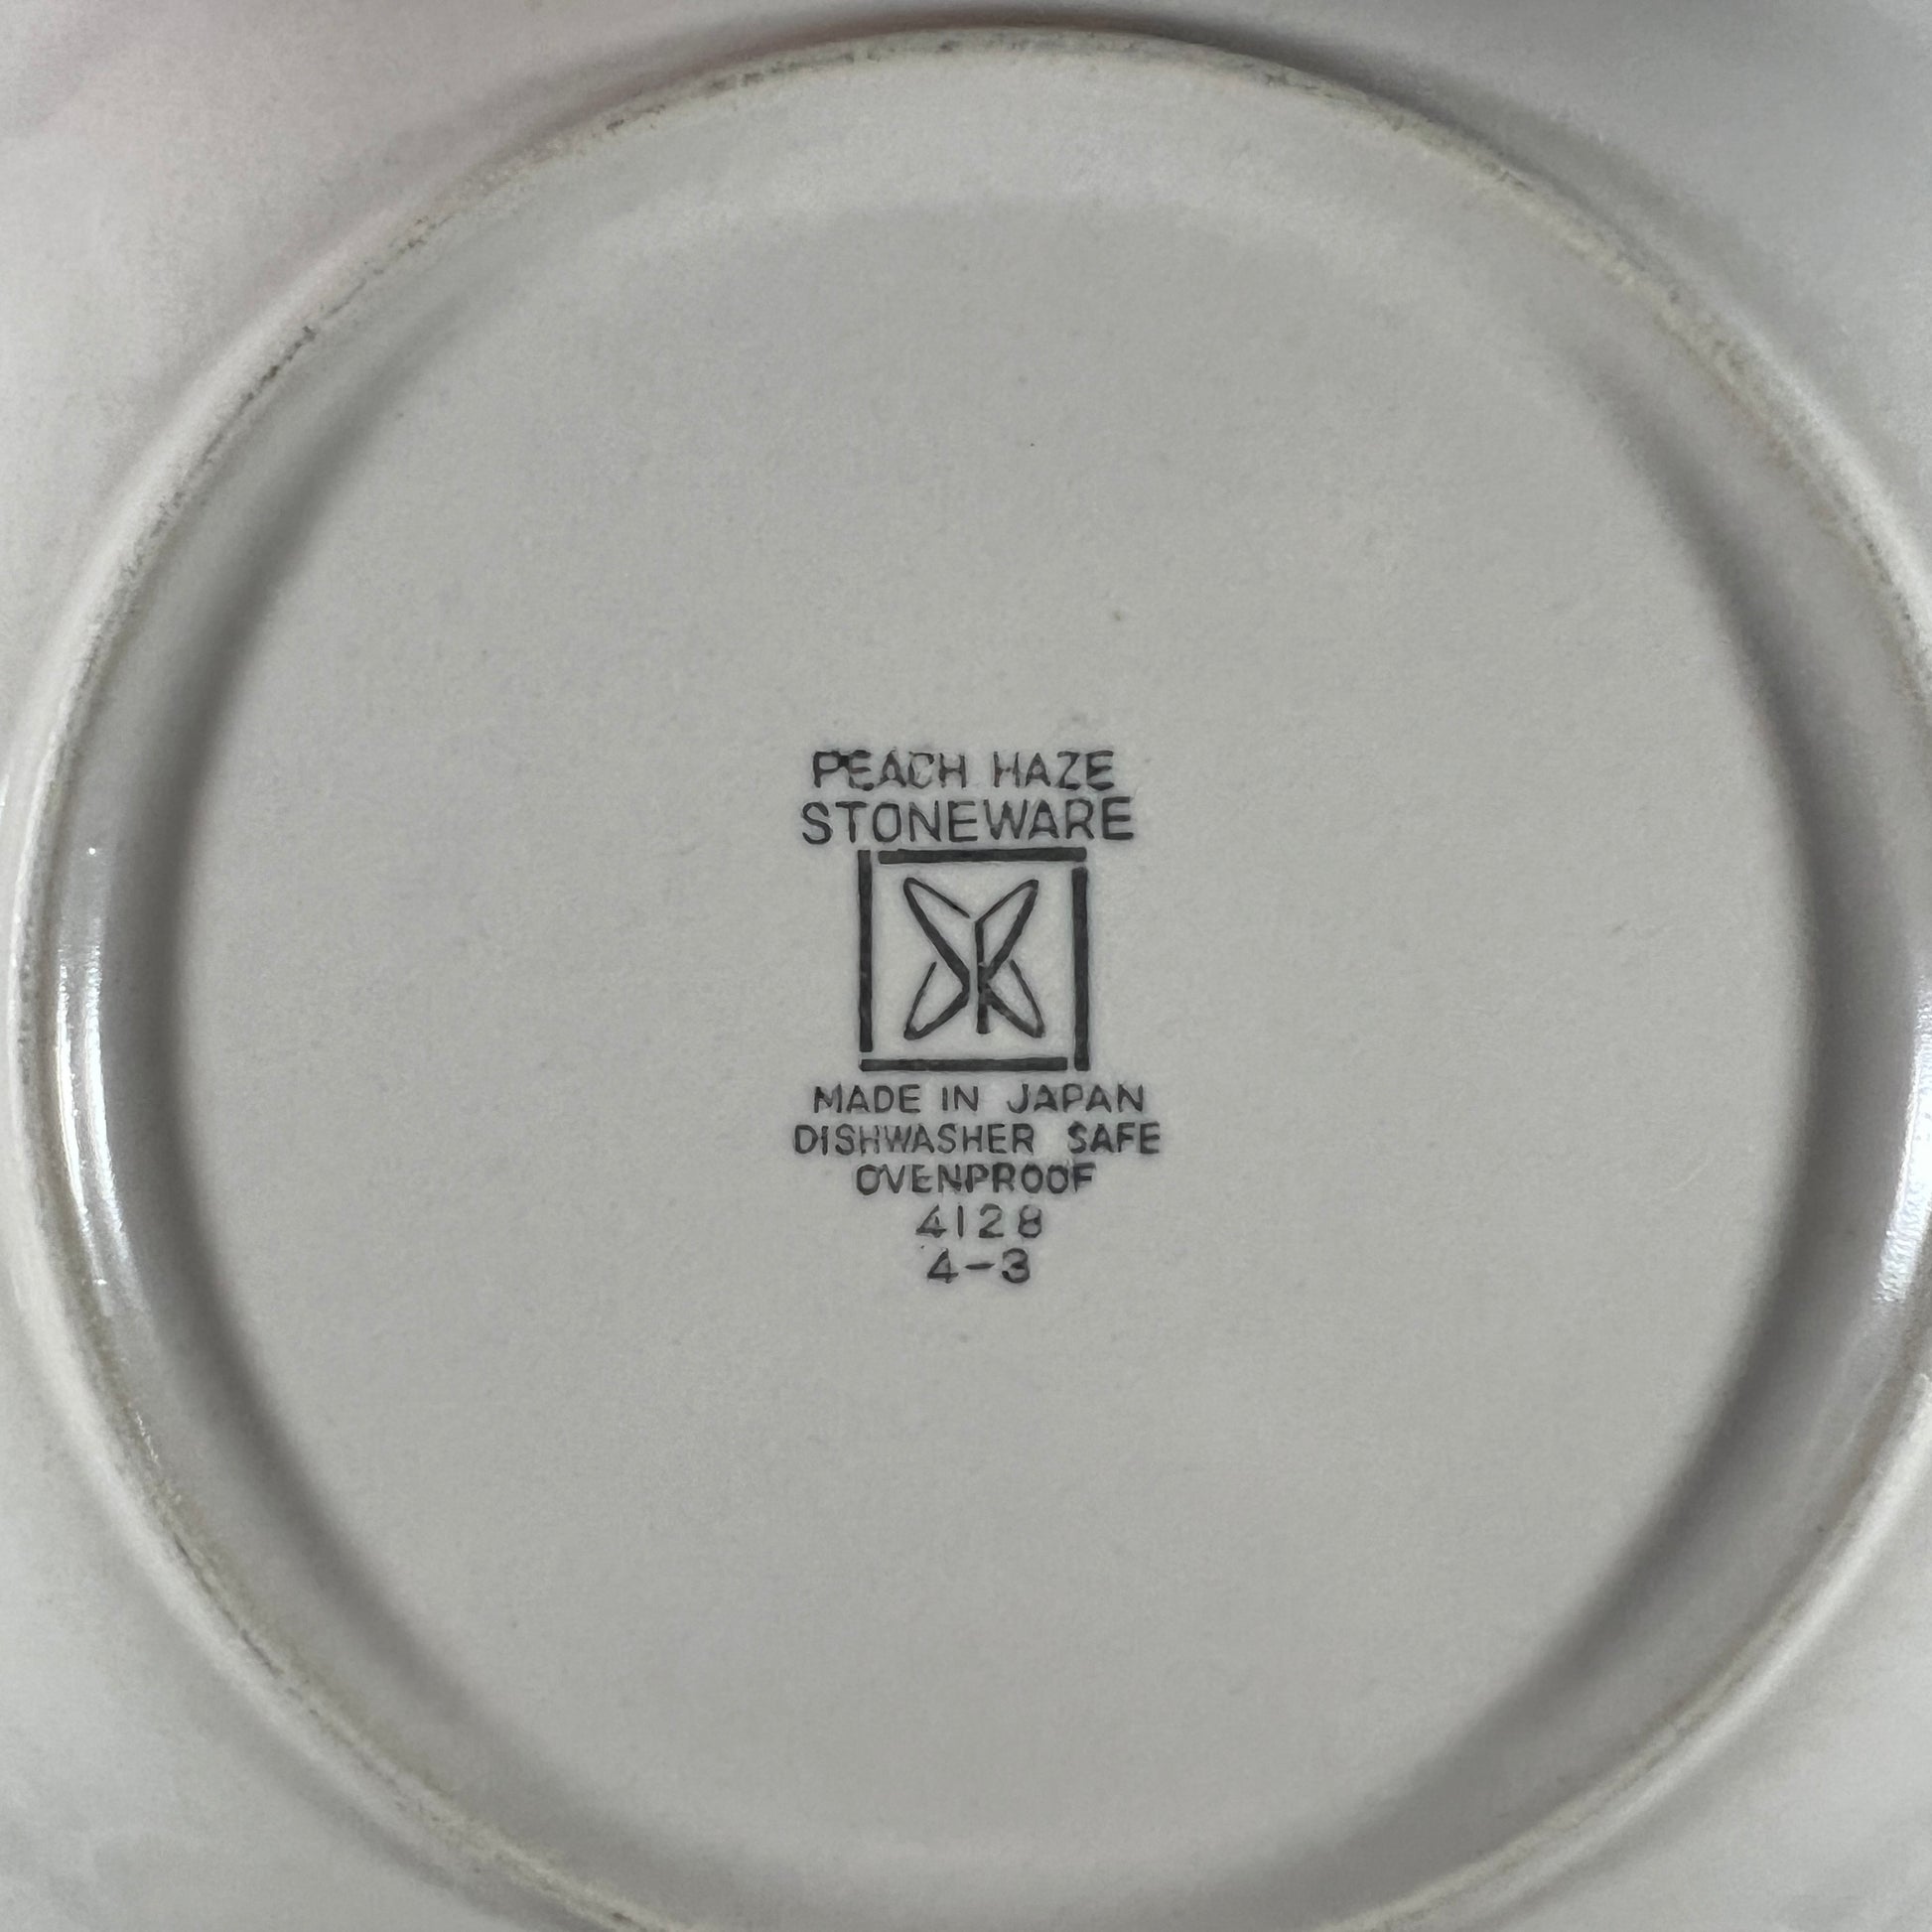 PEACH HAZE
STONEWARE
MADE IN JAPAN
DISHWASHER SAFE
OVENPROOF
4128
4-3